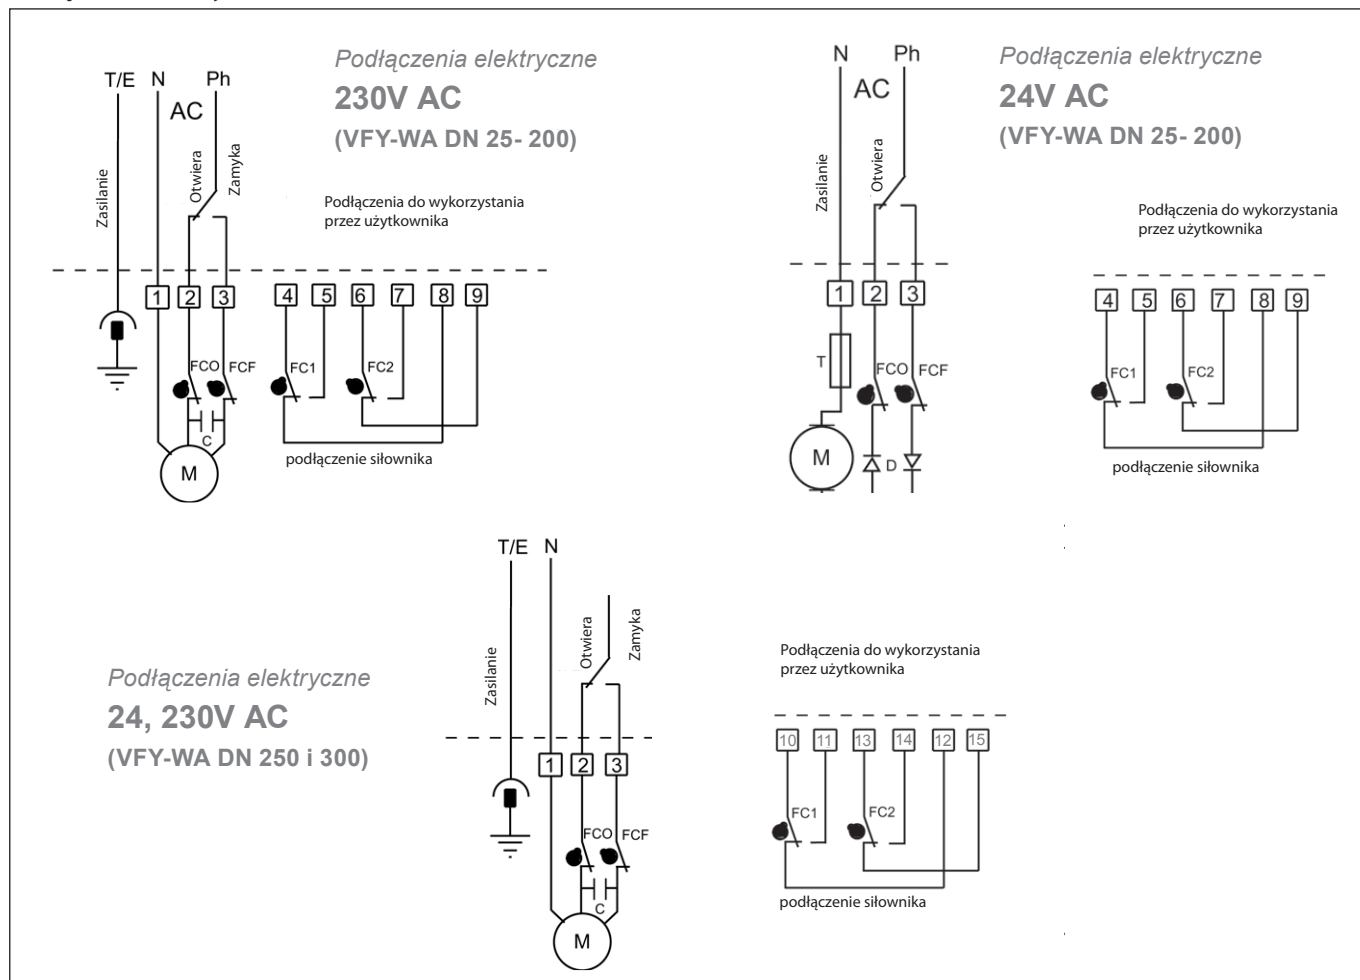 Podłączenia elektryczne
230V AC
(VFY-WA DN 25- 200)
T/E N Ph
AC
Zasilanie
Otwiera
Zamyka
Podłączenia do wykorzystania
przez użytkownika
1 2 3 4 5 6 7 8 9
FCO FCF FC1 FC2
C
M
podłączenie siłownika
Podłączenia elektryczne
24V AC
(VFY-WA DN 25- 200)
N Ph
AC
Zasilanie
Otwiera
Podłączenia do wykorzystania
przez użytkownika
1 2 3 4 5 6 7 8 9
T
FCO FCF FC1 FC2
M
D
podłączenie siłownika
Podłączenia elektryczne
24, 230V AC
(VFY-WA DN 250 i 300)
T/E N
Zasilanie
Otwiera
Zamyka
Podłączenia do wykorzystania
przez użytkownika
1 2 3 10 11 13 14 12 15
FCO FCF FC1 FC2
C
M
podłączenie siłownika